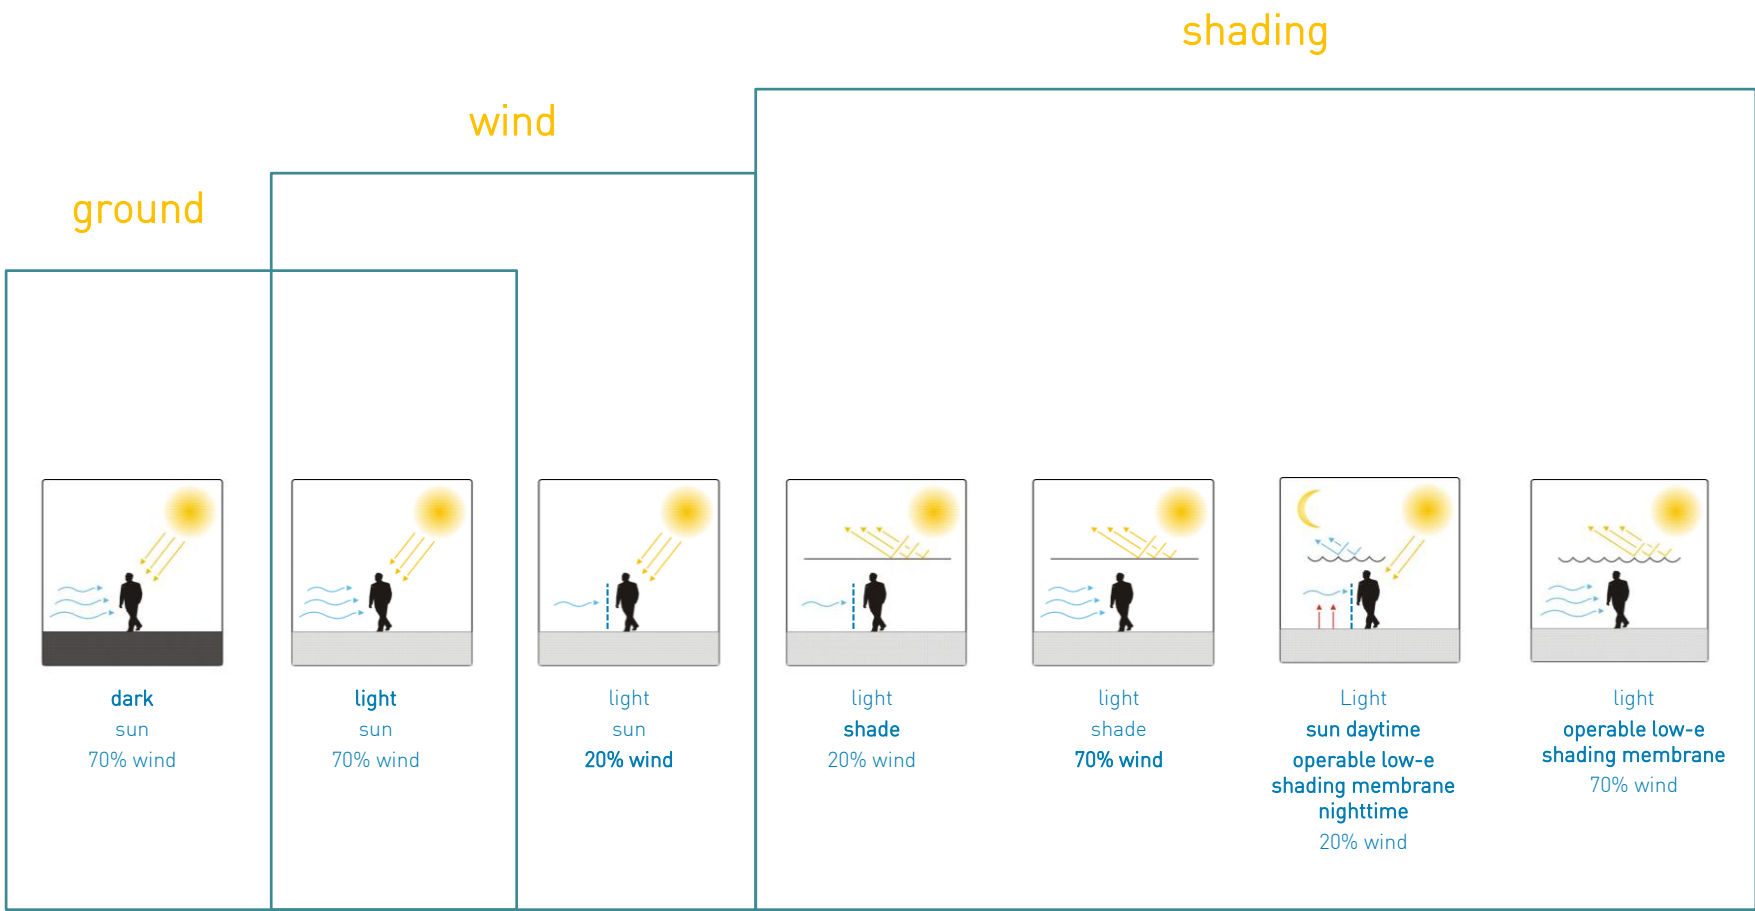 shading
wind
ground
dark
sun
70% wind
light
sun
70% wind
light
sun
20% wind
light
shade
20% wind
light
shade
70% wind
Light
sun daytime
operable low-e
shading membrane
nighttime
20% wind
light
operable low-e
shading membrane
70% wind